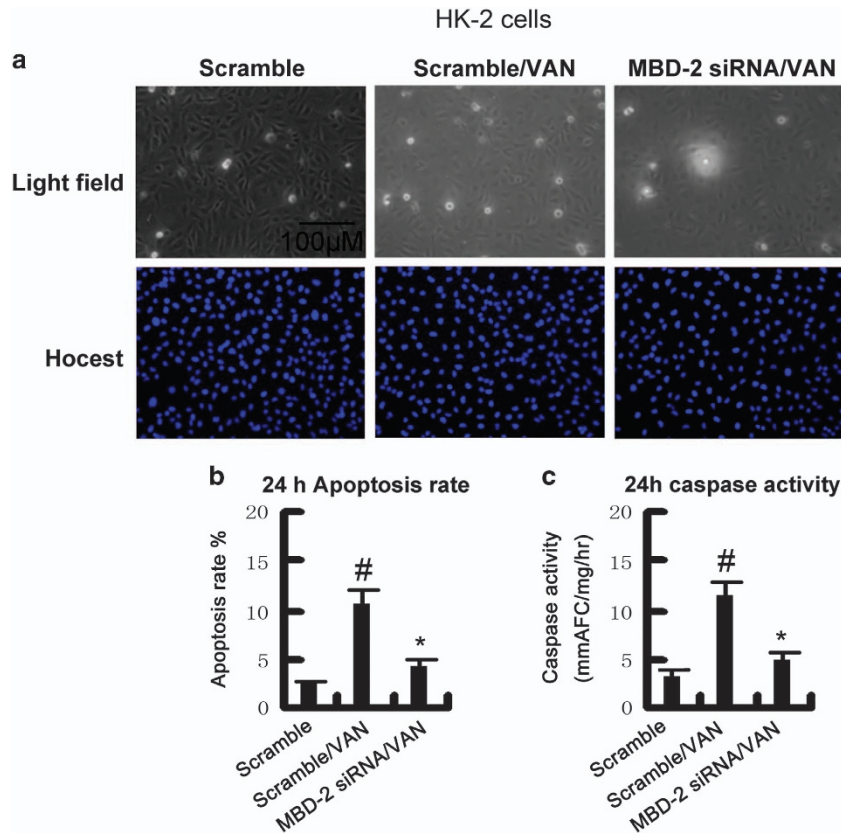 HK-2 cells
a
Scramble
Scramble/VAN
MBD-2 siRNA/VAN
Light field
100μM
Hocest
b
24 h Apoptosis rate
Apoptosis rate %
20
15
10
5
0
#
*
Scramble
Scramble/VAN
MBD-2 siRNA/VAN
c
24h caspase activity
Caspase activity
(mmAFC/mg/hr)
20
15
10
5
0
#
*
Scramble
Scramble/VAN
MBD-2 siRNA/VAN